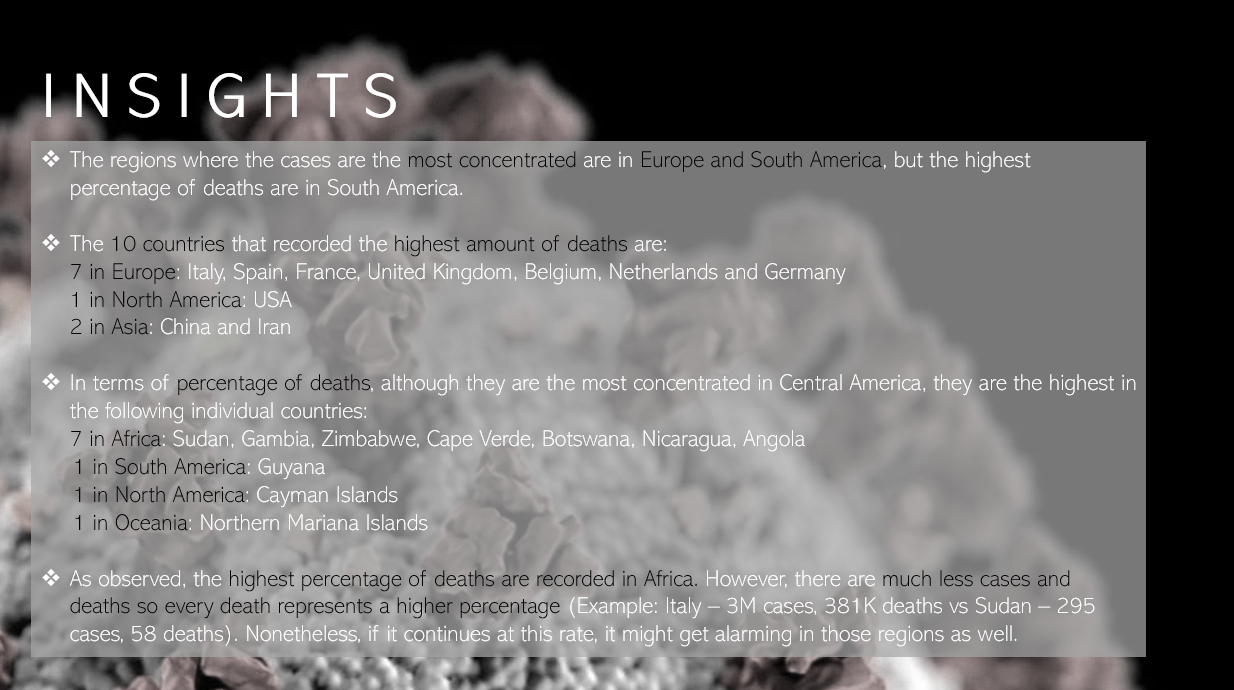 INSIGHTS
❖ The regions where the cases are the most concentrated are in Europe and South America, but the highest
percentage of deaths are in South America.
❖ The 10 countries that recorded the highest amount of deaths are:
7 in Europe: Italy, Spain, France, United Kingdom, Belgium, Netherlands and Germany
1 in North America: USA
2 in Asia: China and Iran
❖ In terms of percentage of deaths, although they are the most concentrated in Central America, they are the highest in
the following individual countries:
7 in Africa: Sudan, Gambia, Zimbabwe, Cape Verde, Botswana, Nicaragua, Angola
1 in South America: Guyana
1 in North America: Cayman Islands
1 in Oceania: Northern Mariana Islands
❖ As observed, the highest percentage of deaths are recorded in Africa. However, there are much less cases and
deaths so every death represents a higher percentage (Example: Italy – 3M cases, 381K deaths vs Sudan – 295
cases, 58 deaths). Nonetheless, if it continues at this rate, it might get alarming in those regions as well.